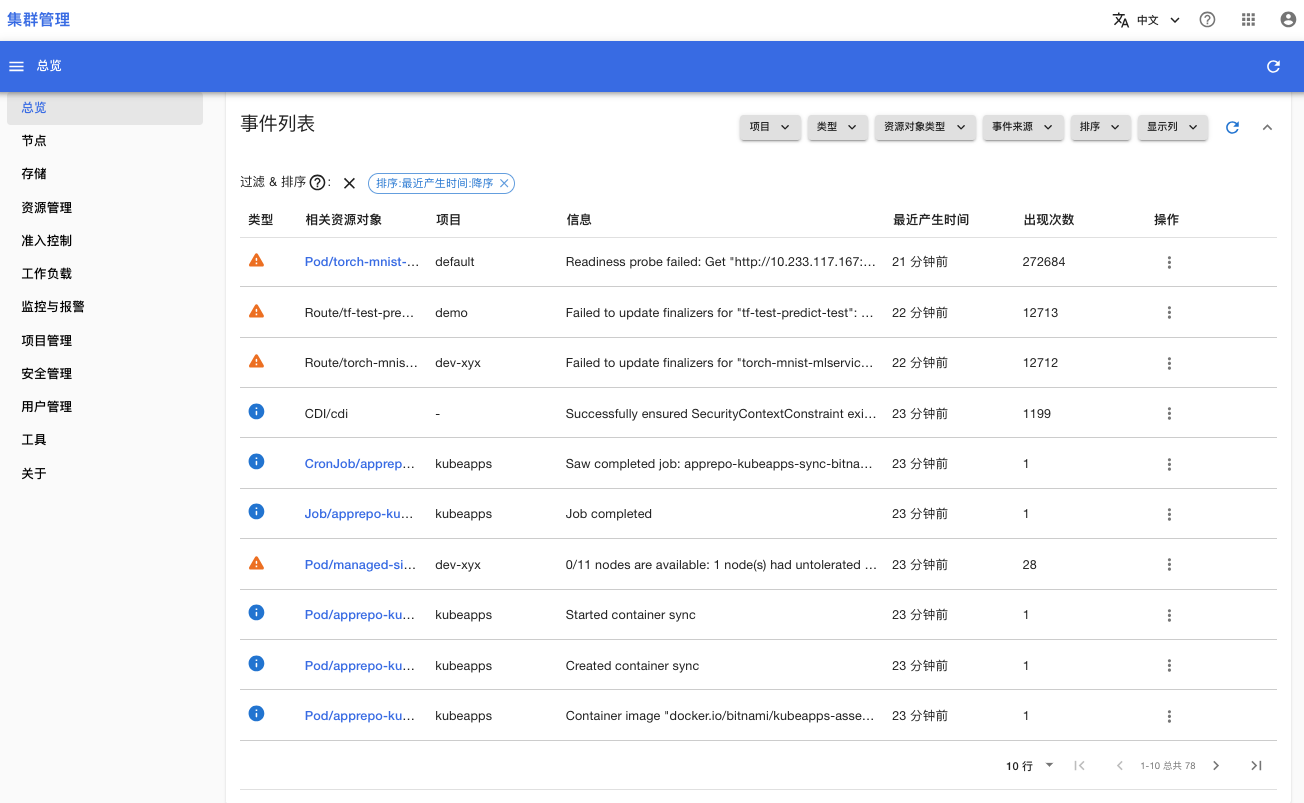 集群管理
中文
总览
总览
节点
存储
资源管理
准入控制
工作负载
监控与报警
项目管理
安全管理
用户管理
工具
关于
事件列表
项目 类型 资源对象类型 事件来源 排序 显示列
过滤 & 排序 : 排序:最近产生时间:降序
类型 相关资源对象 项目 信息 最近产生时间 出现次数 操作
Pod/torch-mnist-... default Readiness probe failed: Get "http://10.233.117.167:... 21 分钟前 272684
Route/tf-test-pre... demo Failed to update finalizers for "tf-test-predict-test": ... 22 分钟前 12713
Route/torch-mnis... dev-xyx Failed to update finalizers for "torch-mnist-mlservic... 22 分钟前 12712
CDI/cdi - Successfully ensured SecurityContextConstraint exi... 23 分钟前 1199
CronJob/apprep... kubeapps Saw completed job: apprepo-kubeapps-sync-bitna... 23 分钟前 1
Job/apprepo-ku... kubeapps Job completed 23 分钟前 1
Pod/managed-si... dev-xyx 0/11 nodes are available: 1 node(s) had untolerated ... 23 分钟前 28
Pod/apprepo-ku... kubeapps Started container sync 23 分钟前 1
Pod/apprepo-ku... kubeapps Created container sync 23 分钟前 1
Pod/apprepo-ku... kubeapps Container image "docker.io/bitnami/kubeapps-asse... 23 分钟前 1
10 行 1-10 总共 78